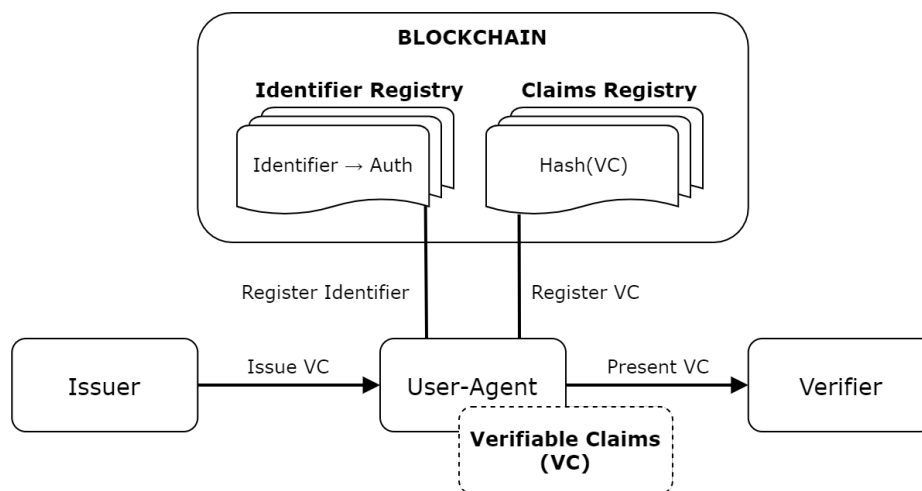 BLOCKCHAIN
Identifier Registry
Claims Registry
Identifier → Auth
Hash(VC)
Register Identifier
Register VC
Issuer
Issue VC
User-Agent
Present VC
Verifier
Verifiable Claims
(VC)